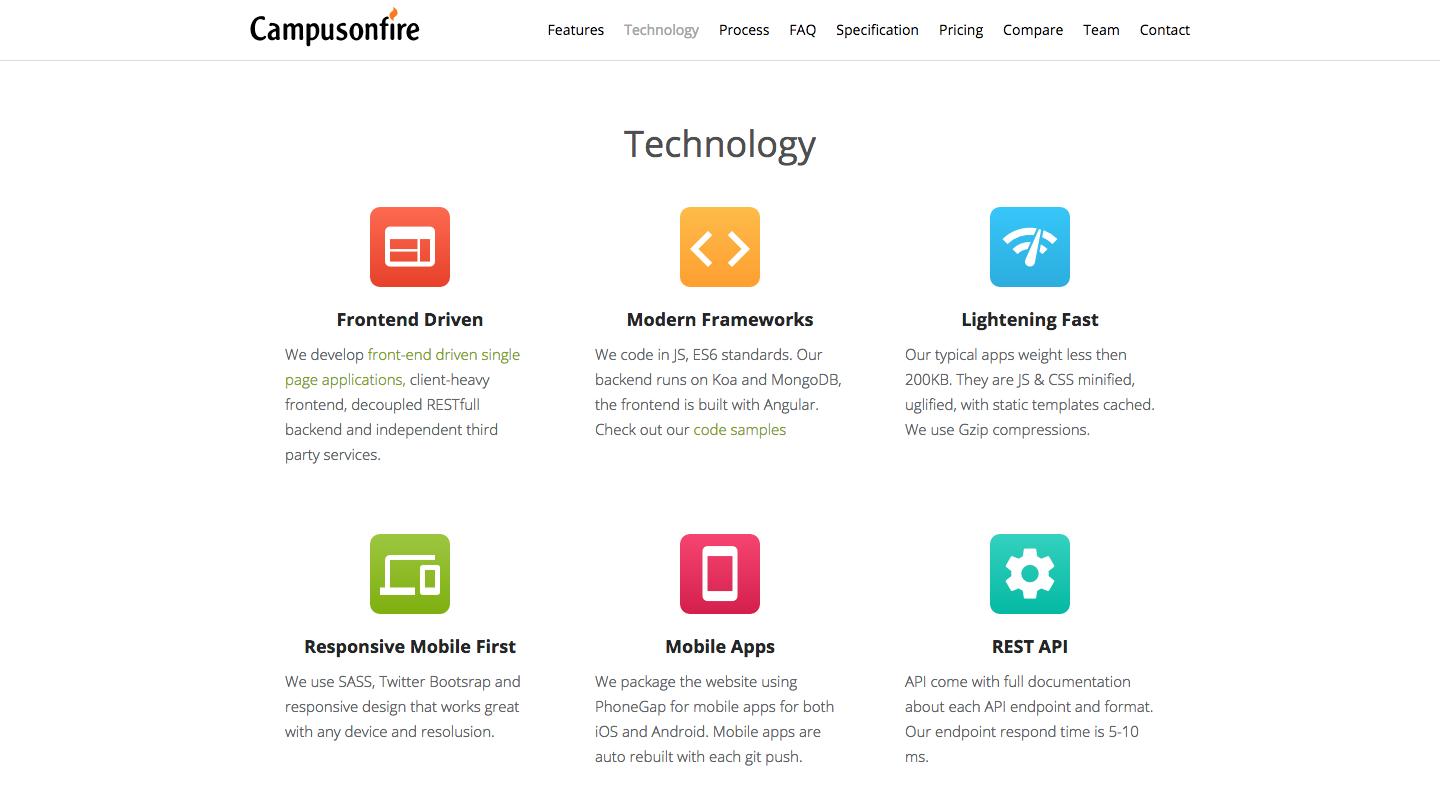 Campusonfire
Features Technology Process FAQ Specification Pricing Compare Team Contact
Technology
Frontend Driven
We develop front-end driven single
page applications, client-heavy
frontend, decoupled RESTfull
backend and independent third
party services.
Modern Frameworks
We code in JS, ES6 standards. Our
backend runs on Koa and MongoDB,
the frontend is built with Angular.
Check out our code samples
Lightening Fast
Our typical apps weight less then
200KB. They are JS & CSS minified,
uglified, with static templates cached.
We use Gzip compressions.
Responsive Mobile First
We use SASS, Twitter Bootsrap and
responsive design that works great
with any device and resolusion.
Mobile Apps
We package the website using
PhoneGap for mobile apps for both
iOS and Android. Mobile apps are
auto rebuilt with each git push.
REST API
API come with full documentation
about each API endpoint and format.
Our endpoint respond time is 5-10
ms.